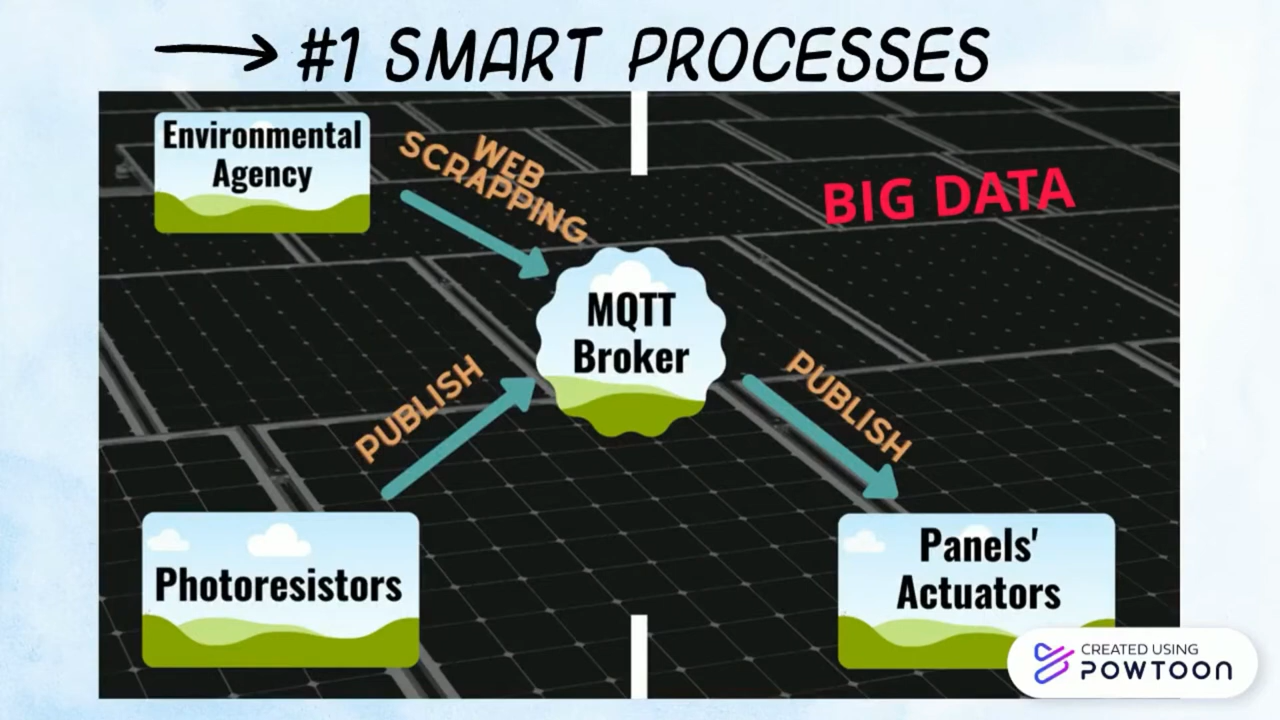 #1 SMART PROCESSES
Environmental
Agency
WEB
SCRAPPING
BIG DATA
MQTT
Broker
PUBLISH
PUBLISH
Photoresistors
Panels'
Actuators
CREATED USING
POWTOON